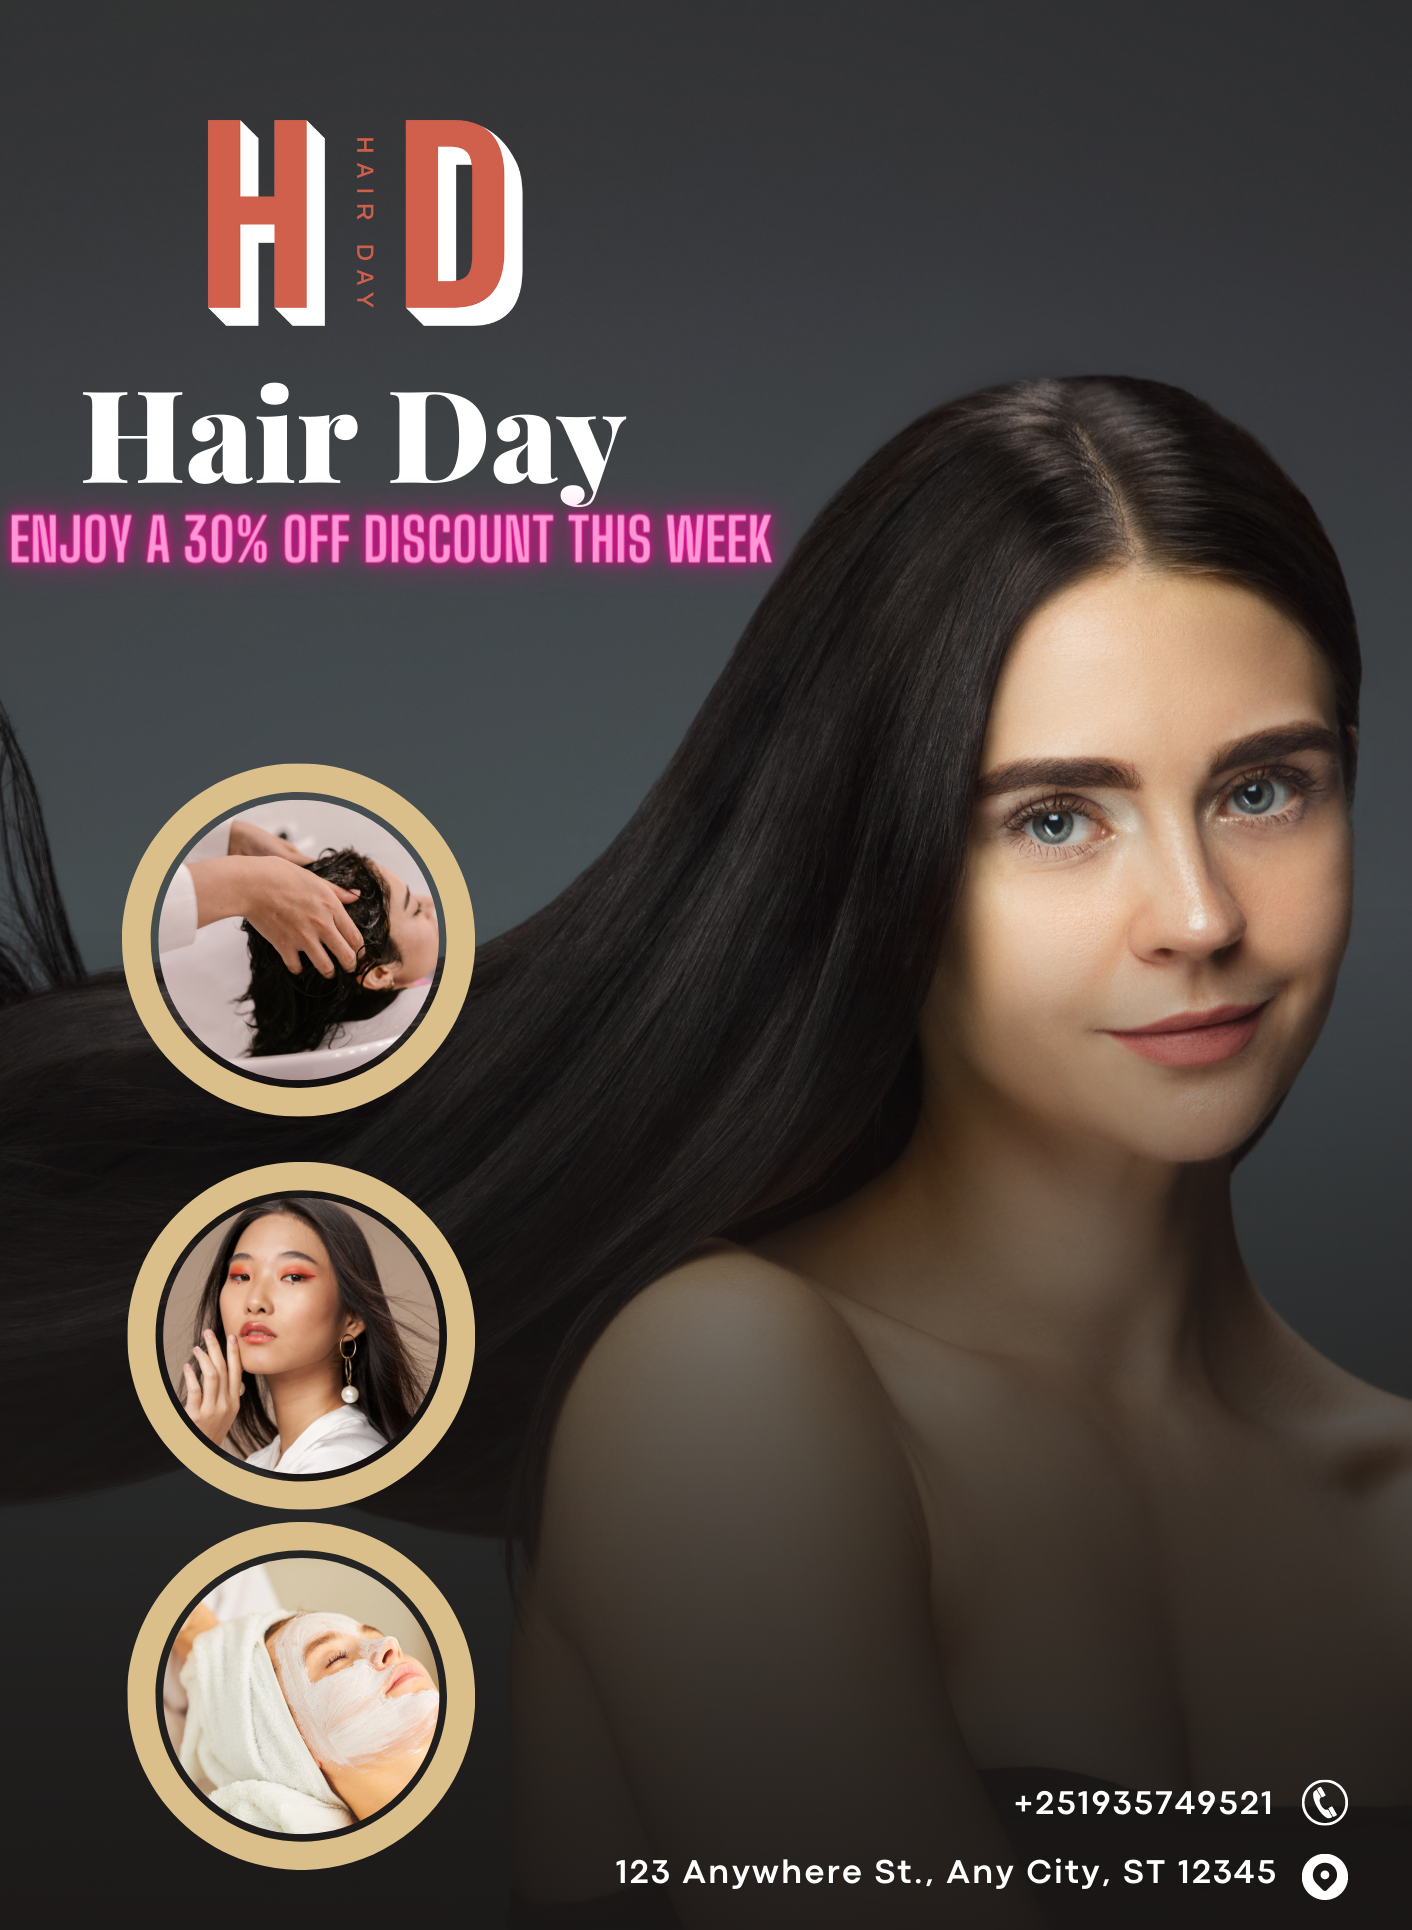 H HAIR DAY D
Hair Day
ENJOY A 30% OFF DISCOUNT THIS WEEK
+251935749521
123 Anywhere St., Any City, ST 12345